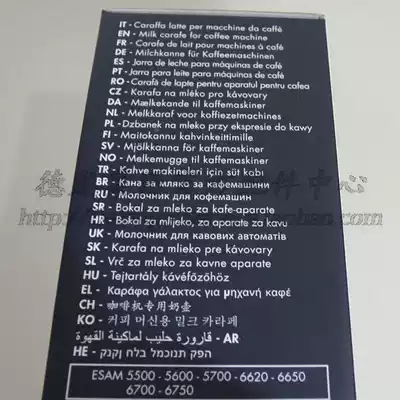 IT - Caraffa latte per macchine da caffé
EN - Milk carafe for coffee machine
FR - Carafe de lait pour machines à café
DE - Milchkanne für Kaffeemaschinen
ES - Jarra de leche para máquinas de café
PT - Jarra para leite para máquinas de café
RO - Carafă de lapte pentru aparatul pentru cafea
CZ - Karafa na mléko pro kávovary
DA - Mælkekande til kaffemaskiner
NL - Melkkaraf voor koffiezetmachines
PL - Dzbanek na mleko przy ekspresie do kawy
FI - Maitokannu kahvinkeittimille
SV - Mjölkkanna för kaffemaskiner
NO - Melkemugge til kaffemaskiner
TR - Kahve makineleri için süt kabı
BR - Кана за мляко за кафемашини
RU - Молочник для кофемашин
SR - Bokal za mleko za kafe-aparate
HR - Bokal za mlijeko, za aparate za kavu
UK - Молочник для кавових автоматів
SK - Karafa na mlieko pre kávovary
SL - Vrč za mleko za kavne aparate
HU - Tejtartály kávéfőzőhöz
EL - Καράφα γάλακτος για μηχανή καφέ
CH - 咖啡机专用奶壶
KO - 커피 머신용 밀크 카라페
AR - قارورة حليب لماكينة القهوة
HE - קנקן חלב תונכמל הפק
ESAM 5500 - 5600 - 5700 - 6620 - 6650
6700 - 6750